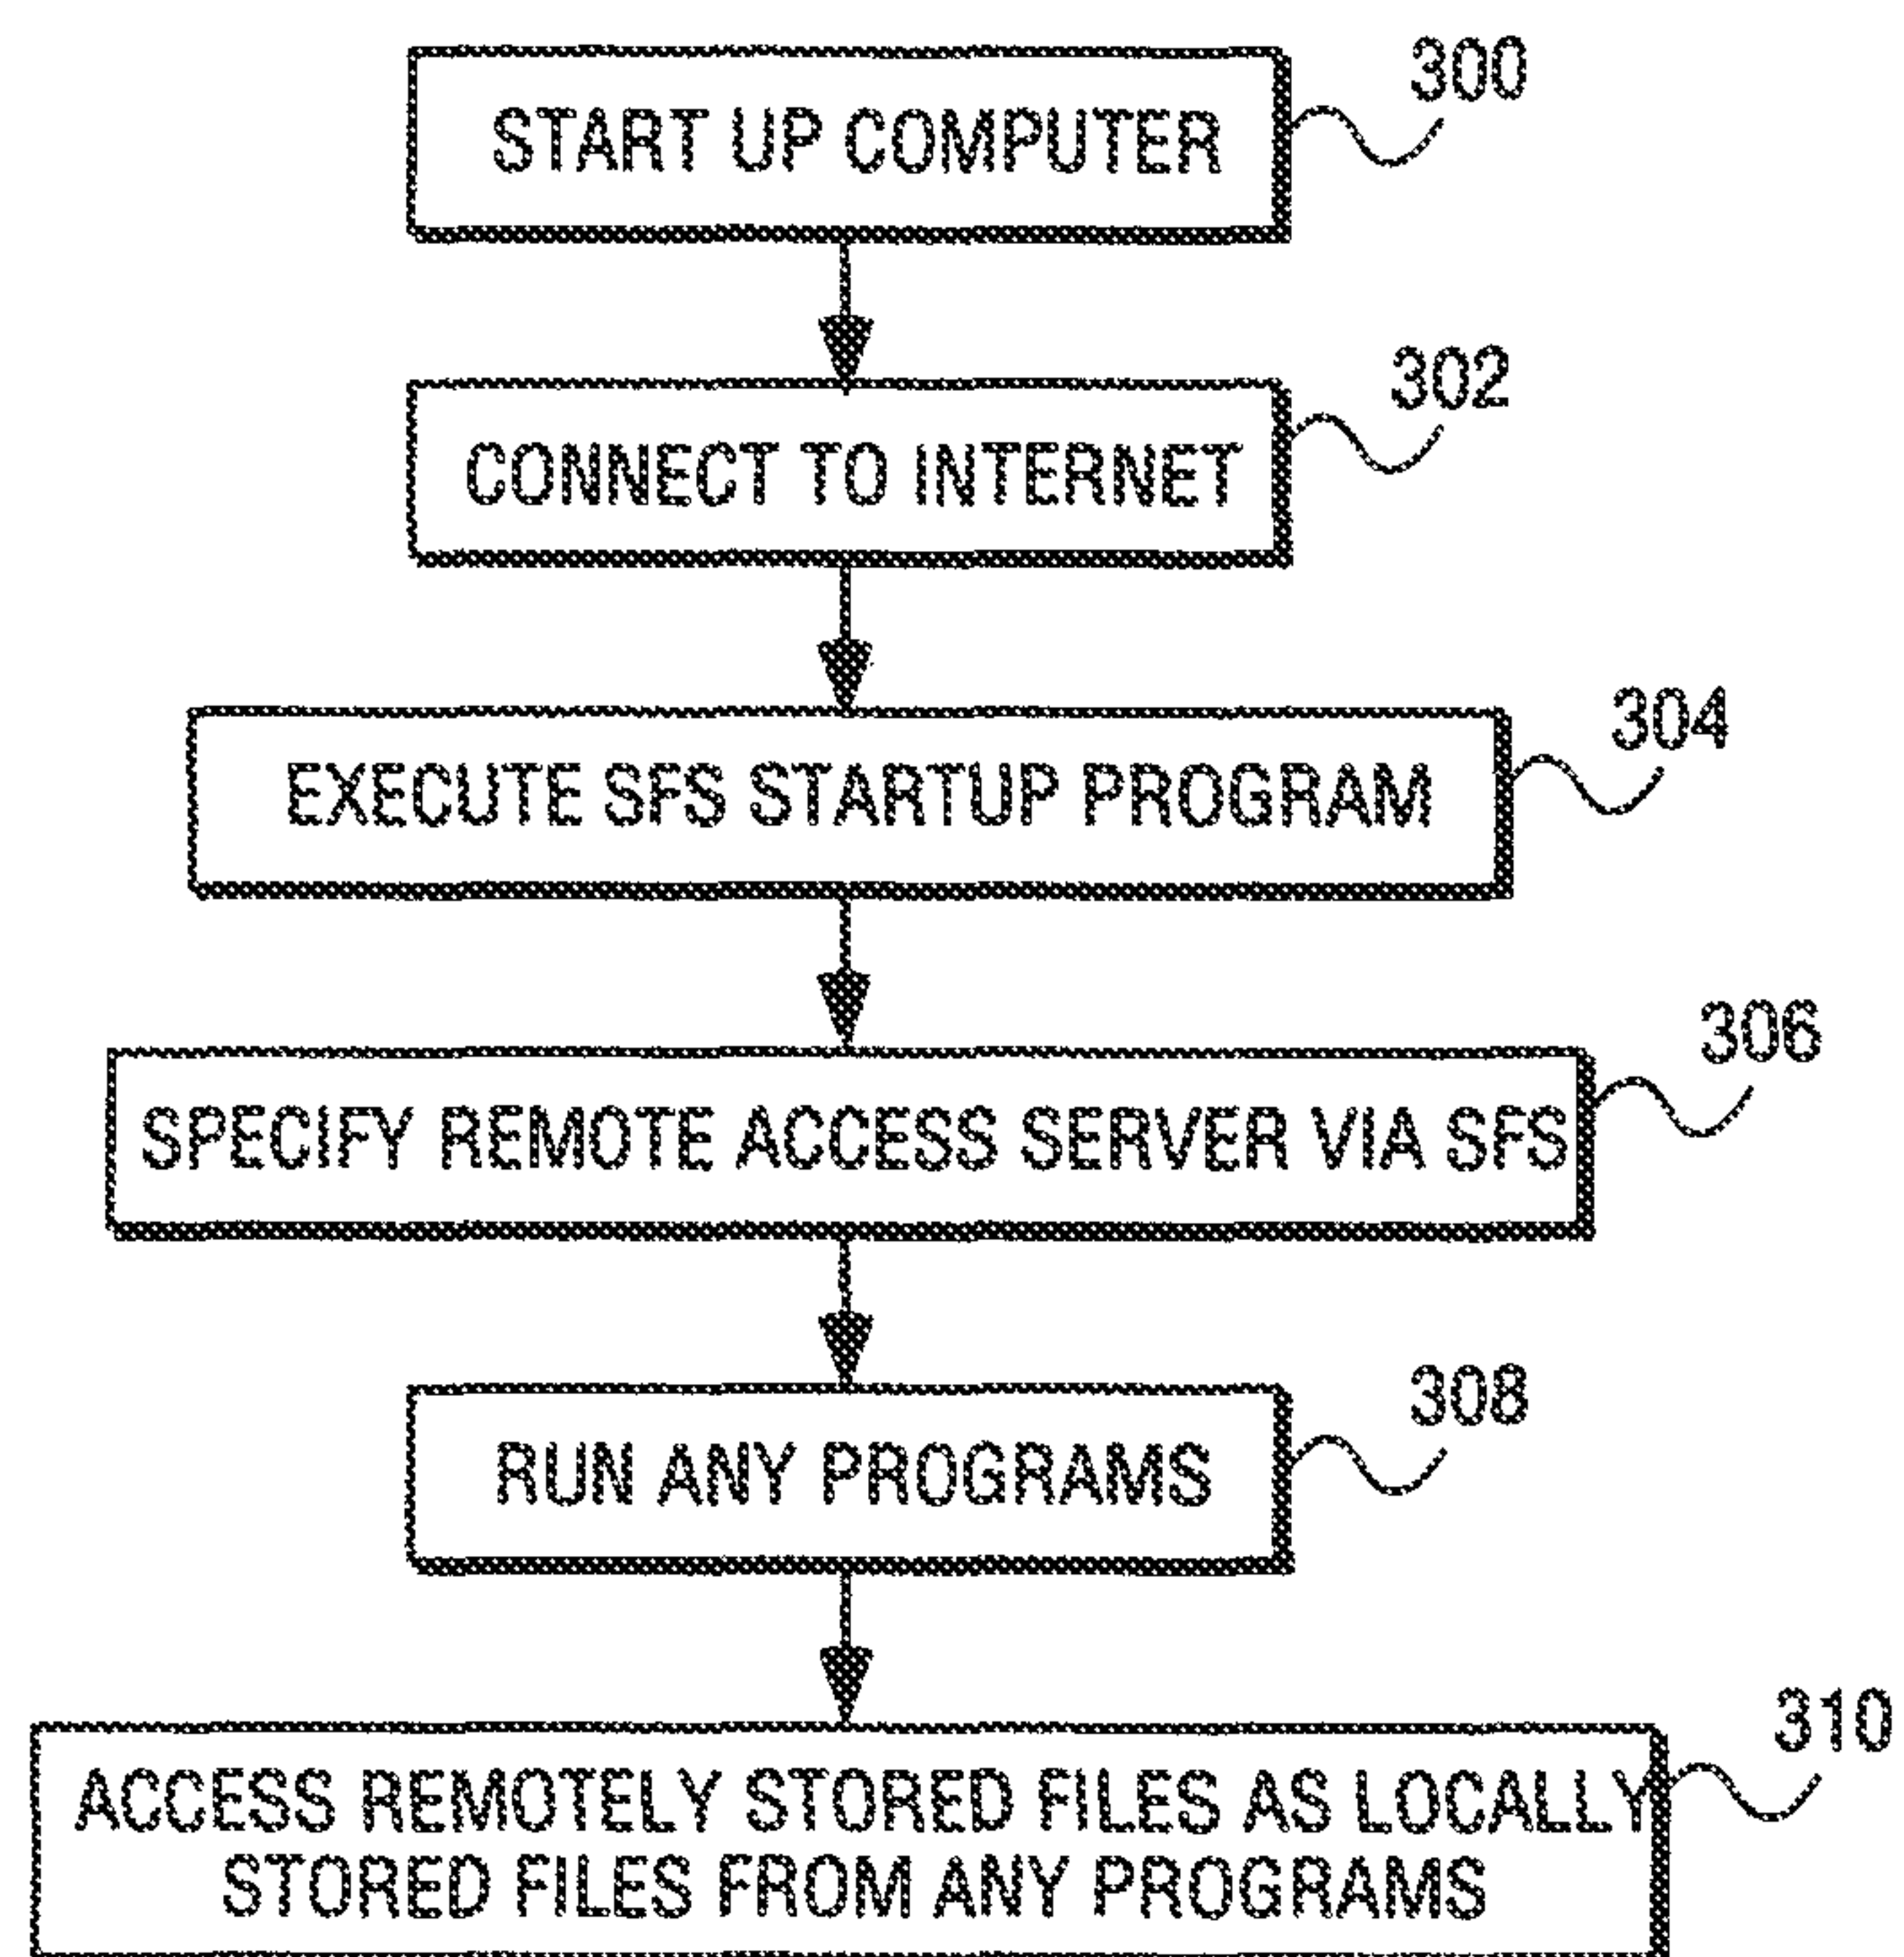 300
START UP COMPUTER
302
CONNECT TO INTERNET
304
EXECUTE SFS STARTUP PROGRAM
306
SPECIFY REMOTE ACCESS SERVER VIA SFS
308
RUN ANY PROGRAMS
310
ACCESS REMOTELY STORED FILES AS LOCALLY
STORED FILES FROM ANY PROGRAMS